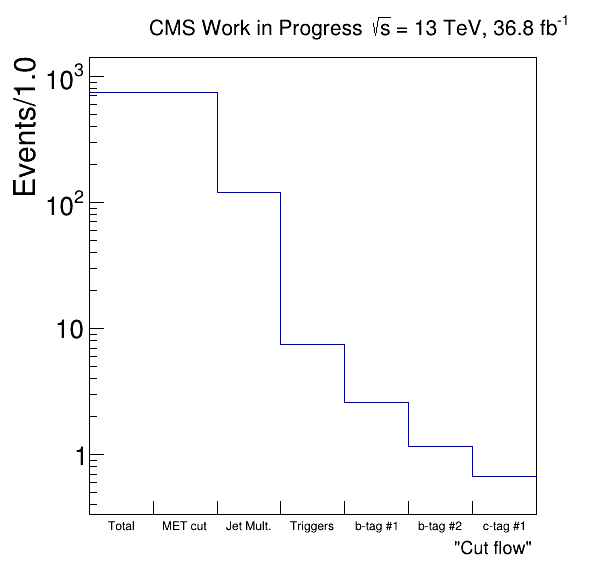 CMS Work in Progress √s = 13 TeV, 36.8 fb⁻¹
Events/1.0
10³
10²
10
1
Total MET cut Jet Mult. Triggers b-tag #1 b-tag #2 c-tag #1
"Cut flow"